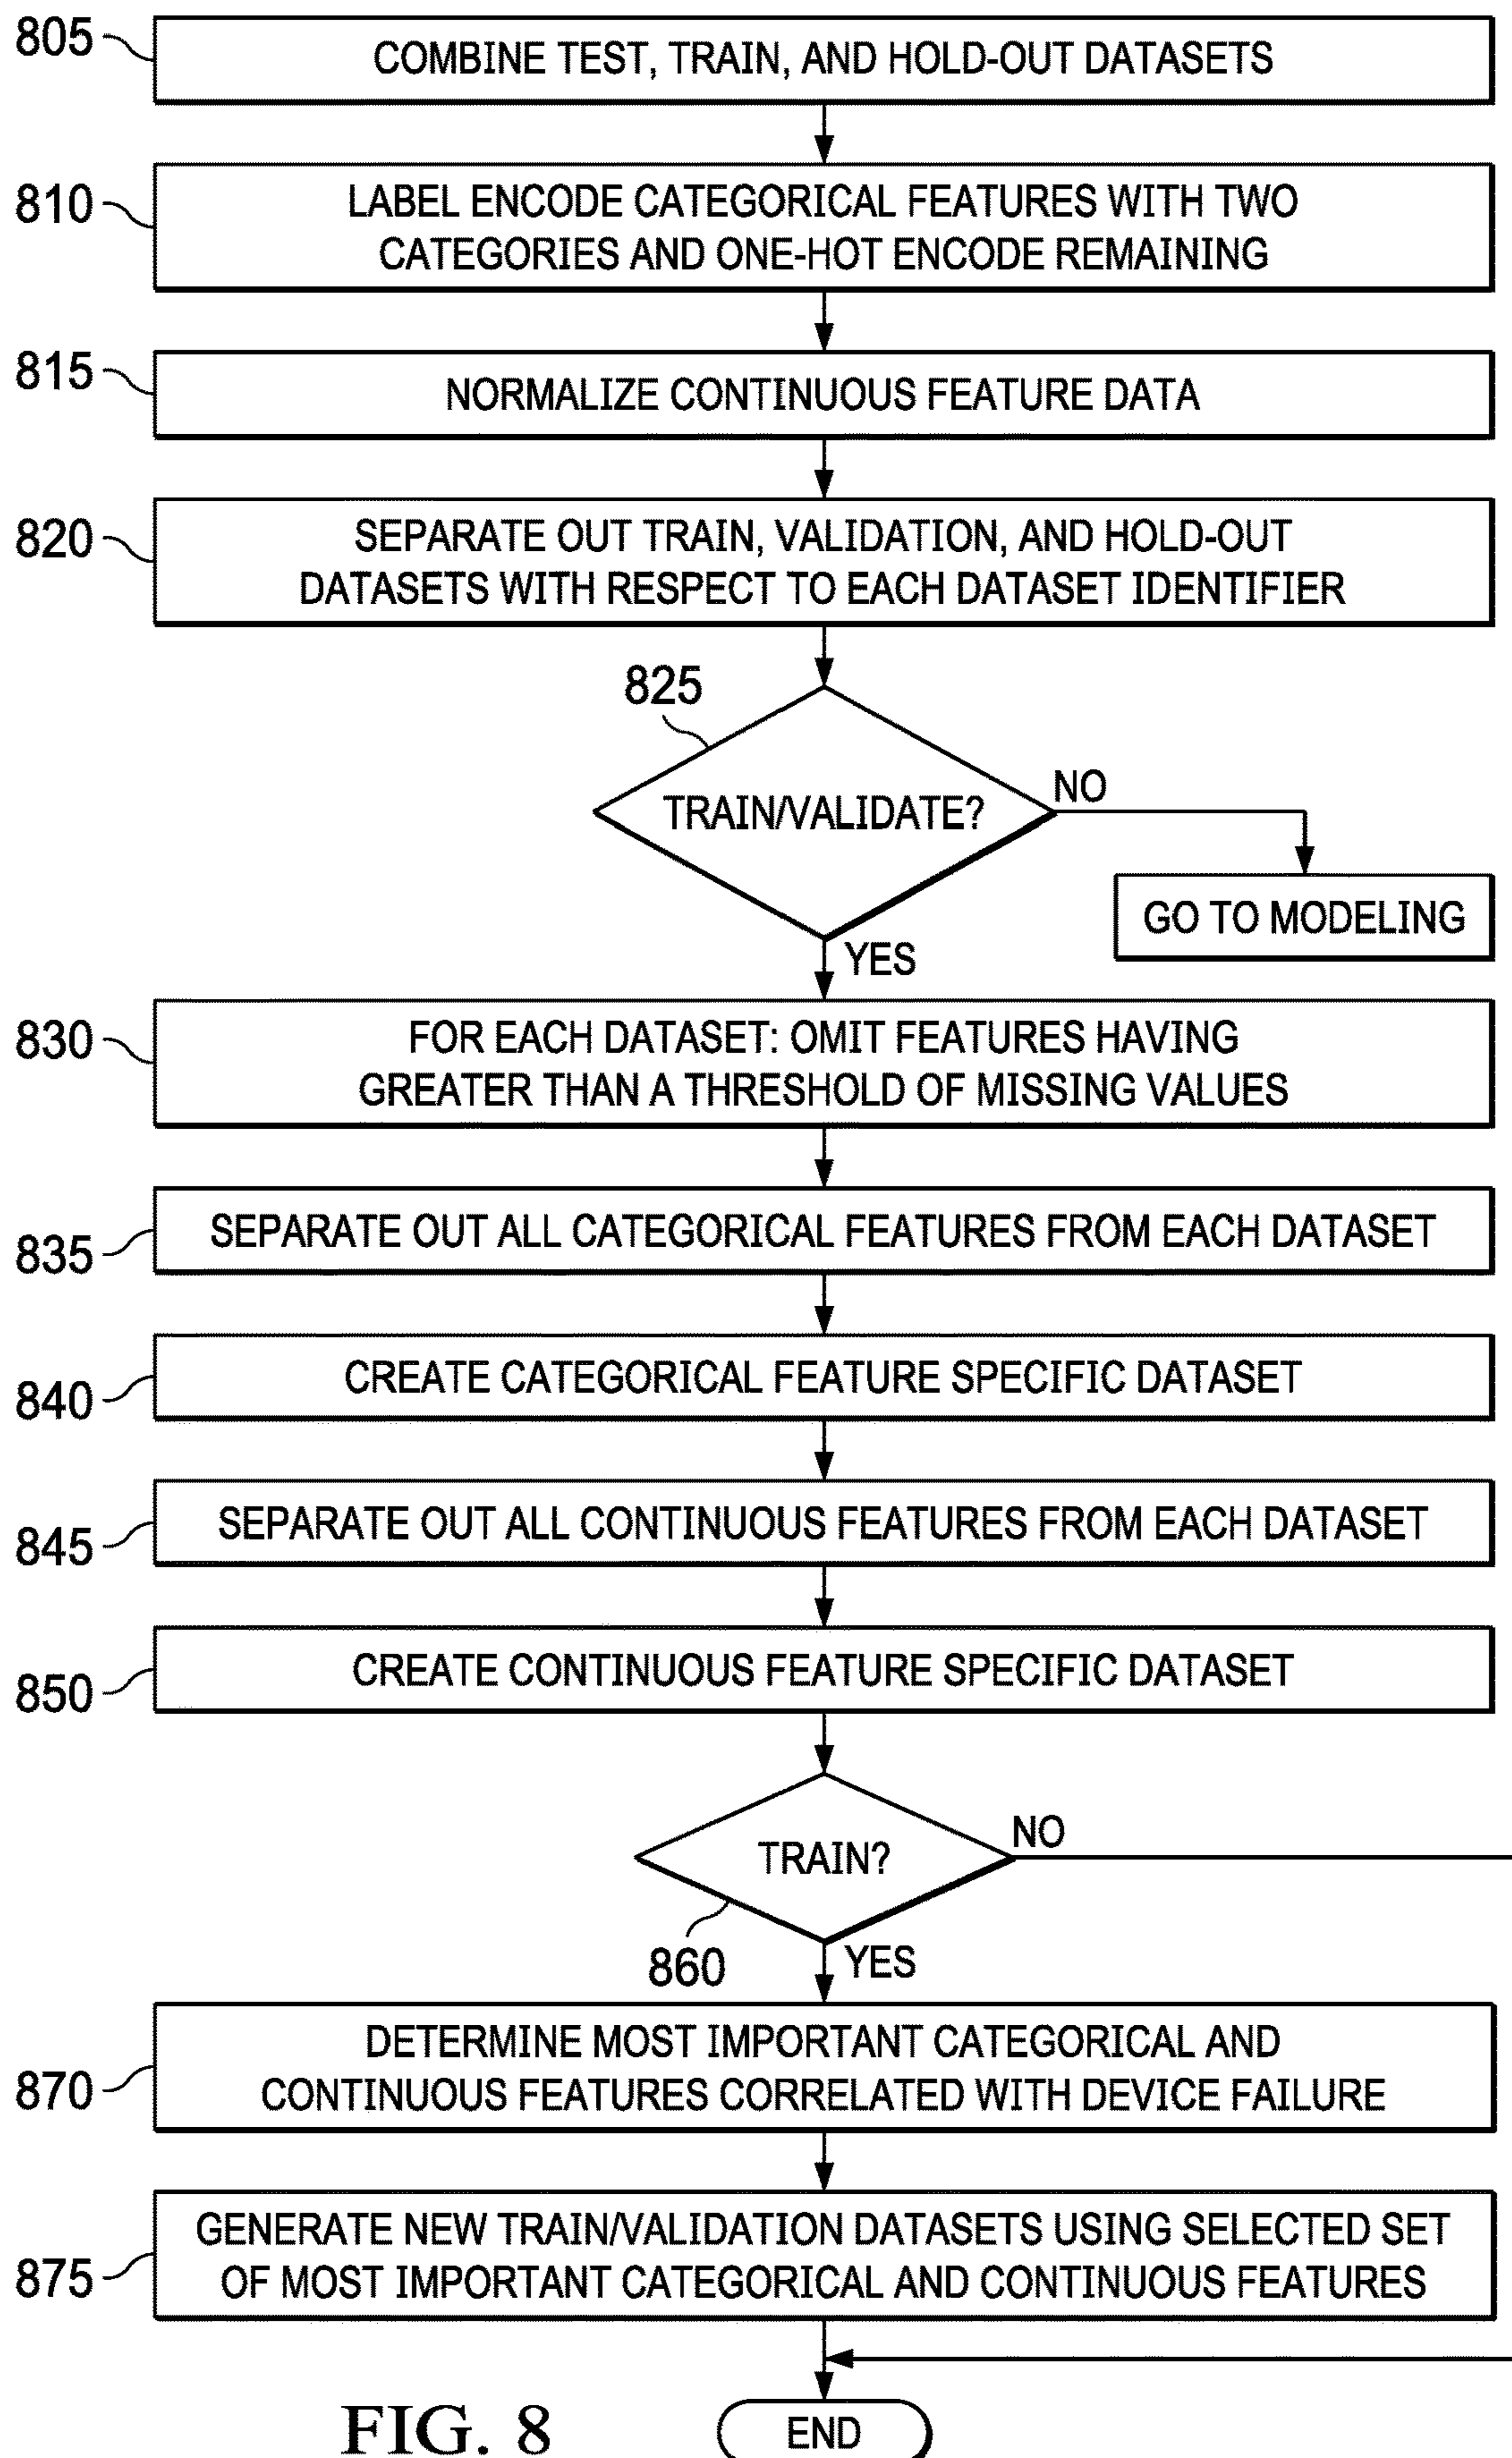 805
COMBINE TEST, TRAIN, AND HOLD-OUT DATASETS
810
LABEL ENCODE CATEGORICAL FEATURES WITH TWO
CATEGORIES AND ONE-HOT ENCODE REMAINING
815
NORMALIZE CONTINUOUS FEATURE DATA
820
SEPARATE OUT TRAIN, VALIDATION, AND HOLD-OUT
DATASETS WITH RESPECT TO EACH DATASET IDENTIFIER
825
TRAIN/VALIDATE?
NO
GO TO MODELING
YES
830
FOR EACH DATASET: OMIT FEATURES HAVING
GREATER THAN A THRESHOLD OF MISSING VALUES
835
SEPARATE OUT ALL CATEGORICAL FEATURES FROM EACH DATASET
840
CREATE CATEGORICAL FEATURE SPECIFIC DATASET
845
SEPARATE OUT ALL CONTINUOUS FEATURES FROM EACH DATASET
850
CREATE CONTINUOUS FEATURE SPECIFIC DATASET
TRAIN?
NO
860
YES
870
DETERMINE MOST IMPORTANT CATEGORICAL AND
CONTINUOUS FEATURES CORRELATED WITH DEVICE FAILURE
875
GENERATE NEW TRAIN/VALIDATION DATASETS USING SELECTED SET
OF MOST IMPORTANT CATEGORICAL AND CONTINUOUS FEATURES
FIG. 8
END